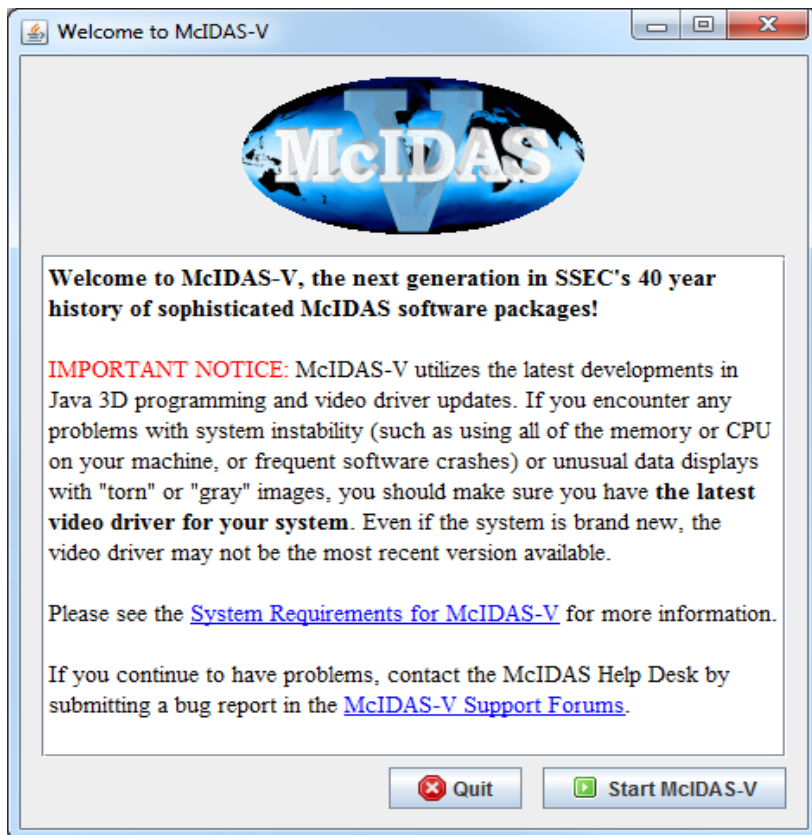 Welcome to McIDAS-V
V
McIDAS
Welcome to McIDAS-V, the next generation in SSEC's 40 year
history of sophisticated McIDAS software packages!
IMPORTANT NOTICE: McIDAS-V utilizes the latest developments in
Java 3D programming and video driver updates. If you encounter any
problems with system instability (such as using all of the memory or CPU
on your machine, or frequent software crashes) or unusual data displays
with "torn" or "gray" images, you should make sure you have the latest
video driver for your system. Even if the system is brand new, the
video driver may not be the most recent version available.
Please see the System Requirements for McIDAS-V for more information.
If you continue to have problems, contact the McIDAS Help Desk by
submitting a bug report in the McIDAS-V Support Forums.
Quit
Start McIDAS-V